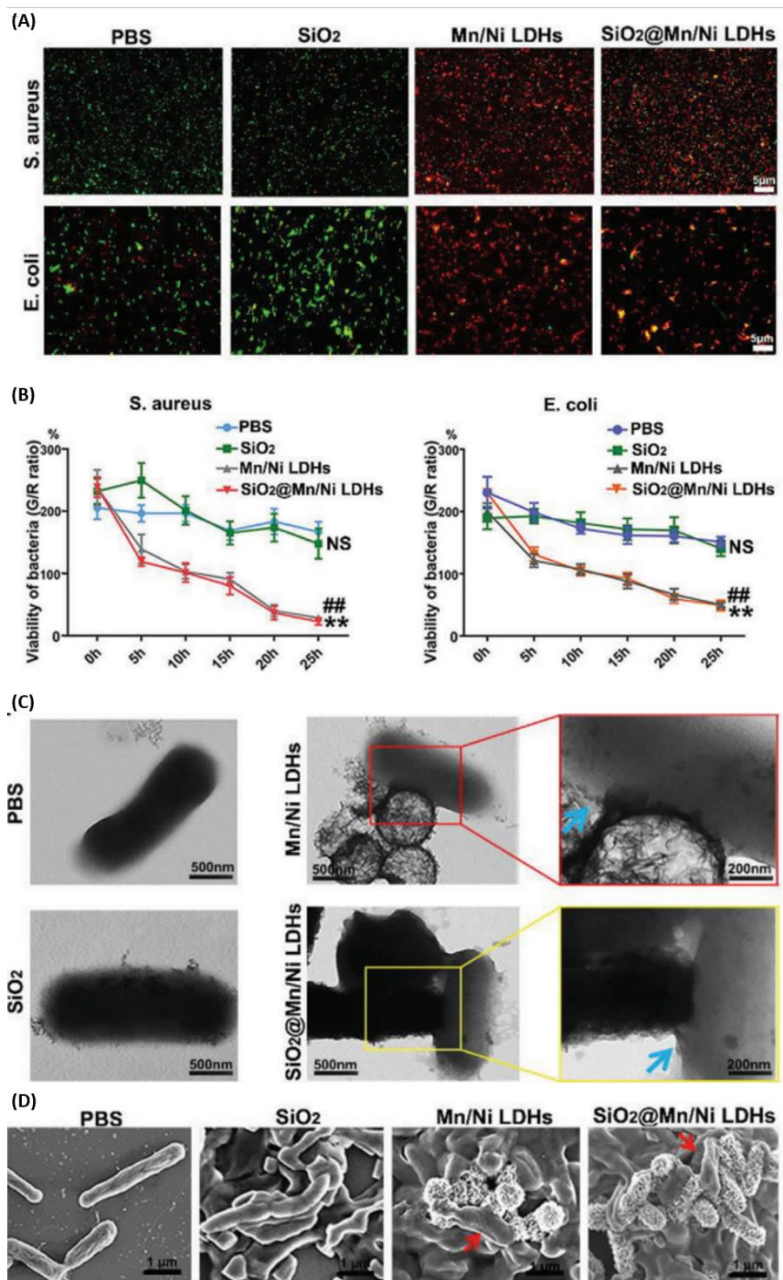 (A)
PBS SiO2 Mn/Ni LDHs SiO2@Mn/Ni LDHs
S. aureus
5μm
E. coli
5μm
(B)
S. aureus
%
300
200
100
0
Viability of bacteria (G/R ratio)
PBS
SiO2
Mn/Ni LDHs
SiO2@Mn/Ni LDHs
NS
##
**
0h 5h 10h 15h 20h 25h
E. coli
%
300
200
100
0
Viability of bacteria (G/R ratio)
PBS
SiO2
Mn/Ni LDHs
SiO2@Mn/Ni LDHs
NS
##
**
0h 5h 10h 15h 20h 25h
(C)
PBS
500nm
Mn/Ni LDHs
500nm
200nm
SiO2
500nm
SiO2@Mn/Ni LDHs
500nm
200nm
(D)
PBS SiO2 Mn/Ni LDHs SiO2@Mn/Ni LDHs
1 μm 1 μm 1 μm 1 μm